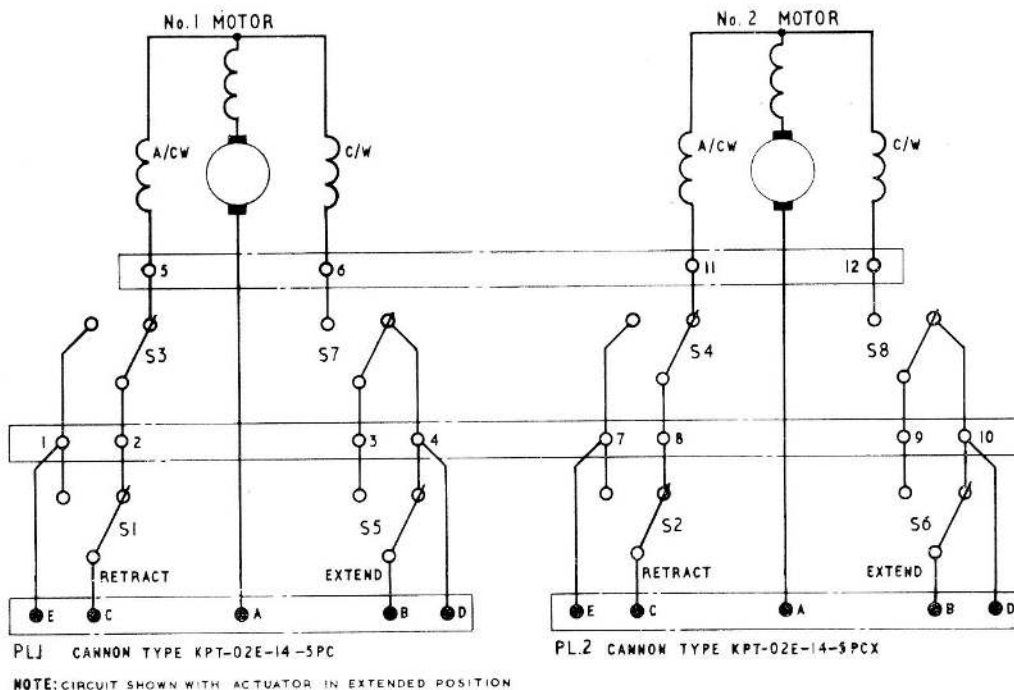 No.1 MOTOR
No.2 MOTOR
A/CW
C/W
A/CW
C/W
5
6
11
12
S3
S7
S4
S8
1
2
3
4
7
8
9
10
S1
S5
S2
S6
RETRACT
EXTEND
RETRACT
EXTEND
E
C
A
B
D
E
C
A
B
D
PL1 CANNON TYPE KPT-02E-14-5PC
PL.2 CANNON TYPE KPT-02E-14-5PCX
NOTE: CIRCUIT SHOWN WITH ACTUATOR IN EXTENDED POSITION